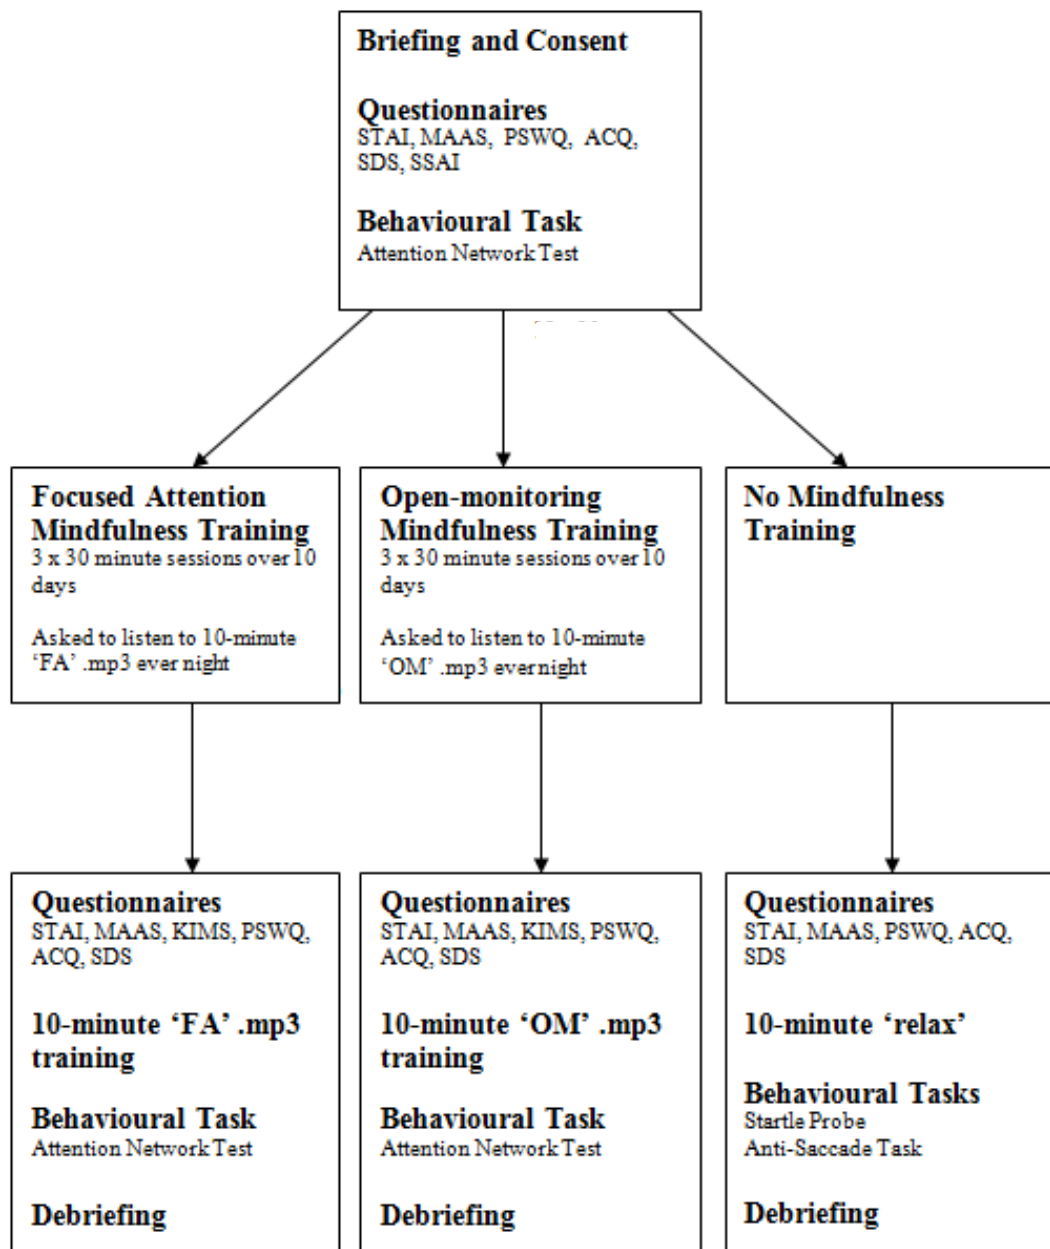 Briefing and Consent
Questionnaires
STAI, MAAS, PSWQ, ACQ,
SDS, SSAI
Behavioural Task
Attention Network Test
Focused Attention
Mindfulness Training
3 x 30 minute sessions over 10
days
Asked to listen to 10-minute
‘FA’ .mp3 ever night
Open-monitoring
Mindfulness Training
3 x 30 minute sessions over 10
days
Asked to listen to 10-minute
‘OM’ .mp3 ever night
No Mindfulness
Training
Questionnaires
STAI, MAAS, KIMS, PSWQ,
ACQ, SDS
10-minute ‘FA’ .mp3
training
Behavioural Task
Attention Network Test
Debriefing
Questionnaires
STAI, MAAS, KIMS, PSWQ,
ACQ, SDS
10-minute ‘OM’ .mp3
training
Behavioural Task
Attention Network Test
Debriefing
Questionnaires
STAI, MAAS, PSWQ, ACQ,
SDS
10-minute ‘relax’
Behavioural Tasks
Startle Probe
Anti-Saccade Task
Debriefing